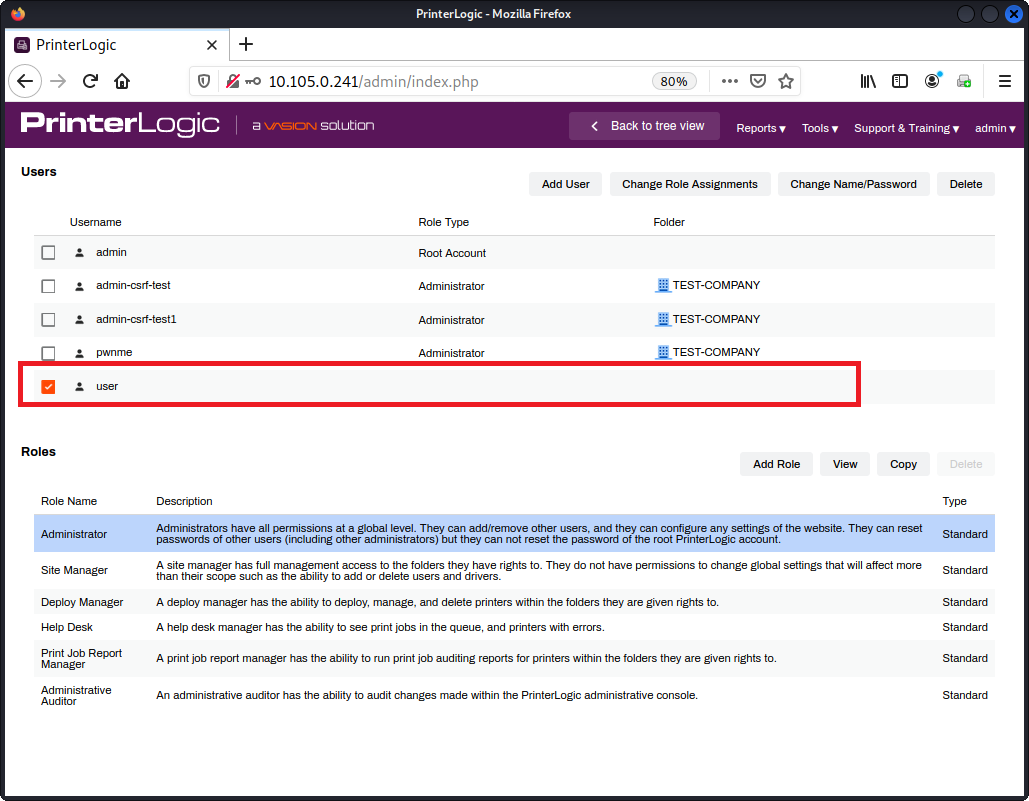 PrinterLogic - Mozilla Firefox
PrinterLogic
10.105.0.241/admin/index.php
80%
PrinterLogic a VASION solution
Back to tree view
Reports
Tools
Support & Training
admin
Users
Add User
Change Role Assignments
Change Name/Password
Delete
Username Role Type Folder
admin Root Account
admin-csrf-test Administrator TEST-COMPANY
admin-csrf-test1 Administrator TEST-COMPANY
pwnme Administrator TEST-COMPANY
user
Roles
Add Role
View
Copy
Delete
Role Name Description Type
Administrator
Administrators have all permissions at a global level. They can add/remove other users, and they can configure any settings of the website. They can reset
passwords of other users (including other administrators) but they can not reset the password of the root PrinterLogic account.
Standard
Site Manager
A site manager has full management access to the folders they have rights to. They do not have permissions to change global settings that will affect more
than their scope such as the ability to add or delete users and drivers.
Standard
Deploy Manager A deploy manager has the ability to deploy, manage, and delete printers within the folders they are given rights to. Standard
Help Desk A help desk manager has the ability to see print jobs in the queue, and printers with errors. Standard
Print Job Report
Manager
A print job report manager has the ability to run print job auditing reports for printers within the folders they are given rights to.
Standard
Administrative
Auditor
An administrative auditor has the ability to audit changes made within the PrinterLogic administrative console.
Standard